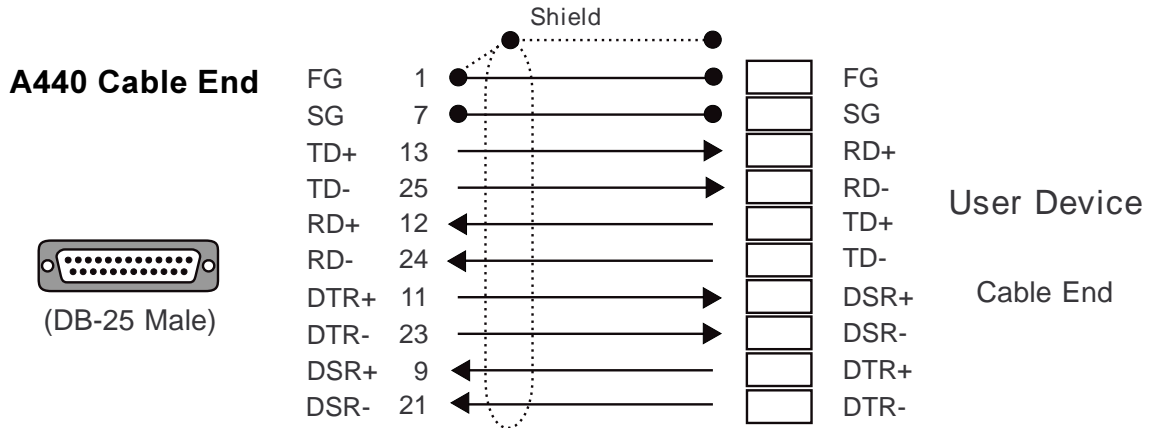 Shield
A440 Cable End
FG 1 FG
SG 7 SG
TD+ 13 RD+
TD- 25 RD-
RD+ 12 TD+
RD- 24 TD-
DTR+ 11 DSR+
DTR- 23 DSR-
DSR+ 9 DTR+
DSR- 21 DTR-
(DB-25 Male)
User Device
Cable End